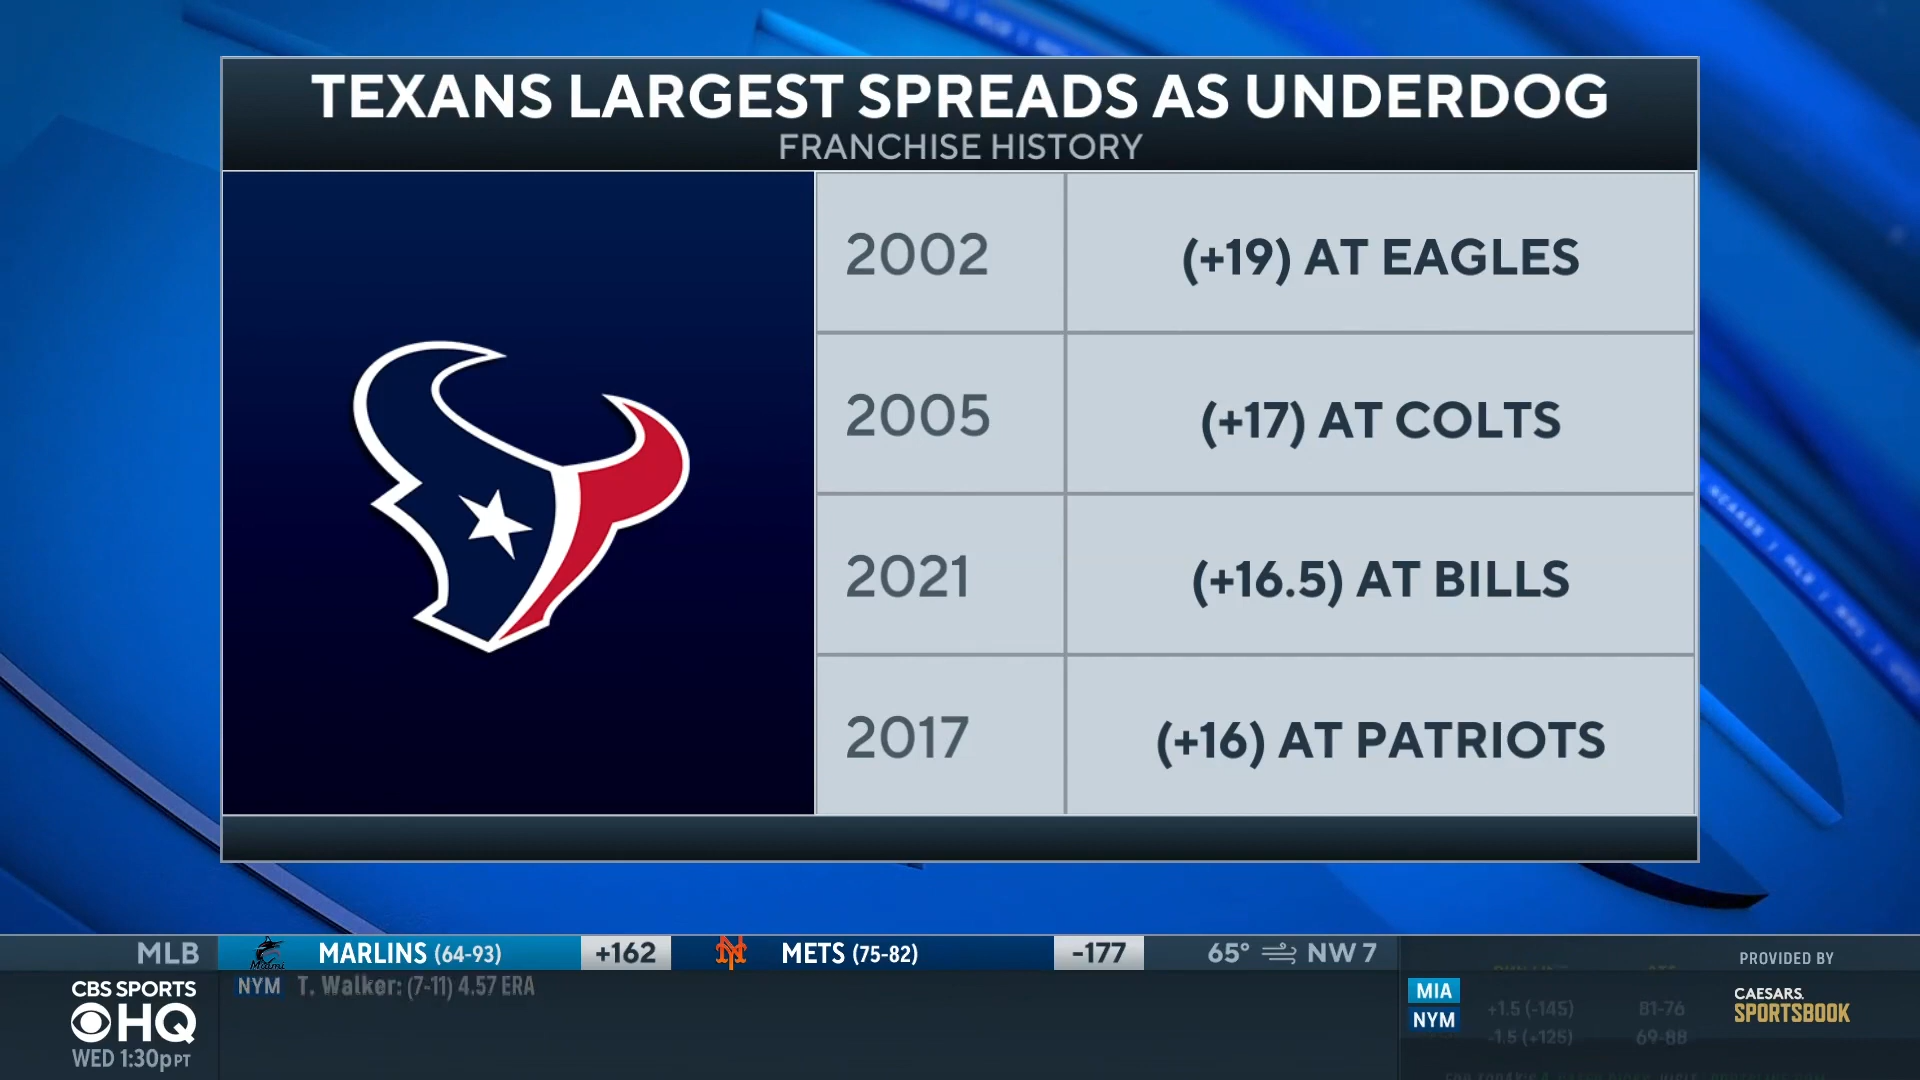 TEXANS LARGEST SPREADS AS UNDERDOG
FRANCHISE HISTORY
2002 (+19) AT EAGLES
2005 (+17) AT COLTS
2021 (+16.5) AT BILLS
2017 (+16) AT PATRIOTS
MLB MARLINS (64-93) +162 METS (75-82) -177 65° NW 7
NYM T. Walker: (7-11) 4.57 ERA
CBS SPORTS
HQ
WED 1:30pPT
MIA +1.5 (-145) 81-76
NYM -1.5 (+125) 69-88
PROVIDED BY
CAESARS
SPORTSBOOK